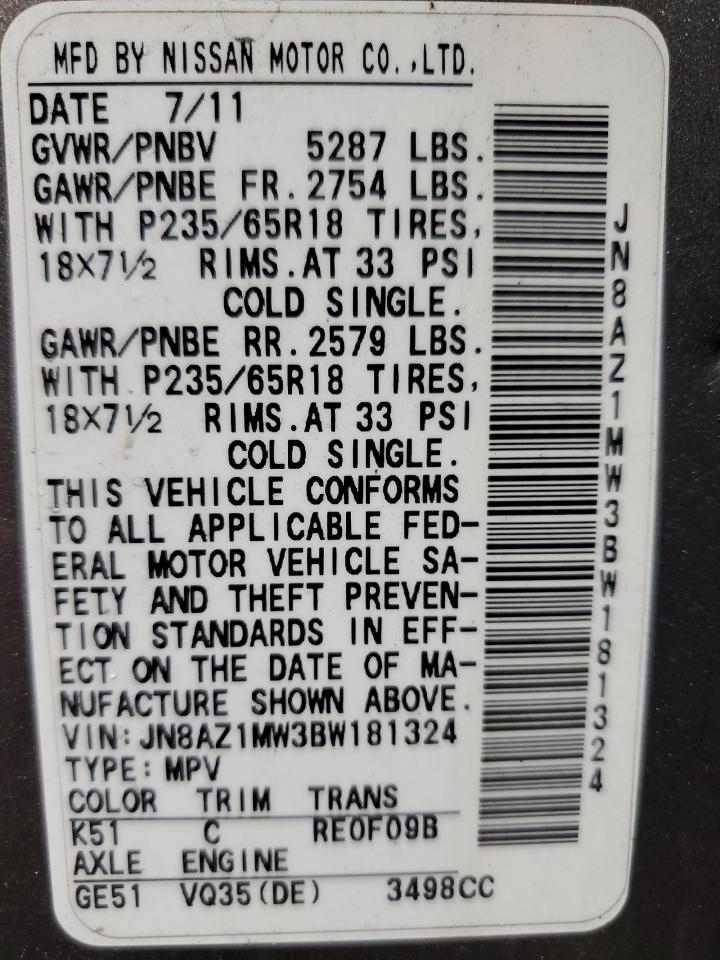 MFD BY NISSAN MOTOR CO.,LTD.
DATE 7/11
GVWR/PNBV 5287 LBS.
GAWR/PNBE FR.2754 LBS.
WITH P235/65R18 TIRES,
18X7½ RIMS.AT 33 PSI
COLD SINGLE.
GAWR/PNBE RR.2579 LBS.
WITH P235/65R18 TIRES,
18X7½ RIMS.AT 33 PSI
COLD SINGLE.
THIS VEHICLE CONFORMS
TO ALL APPLICABLE FED-
ERAL MOTOR VEHICLE SA-
FETY AND THEFT PREVEN-
TION STANDARDS IN EFF-
ECT ON THE DATE OF MA-
NUFACTURE SHOWN ABOVE.
VIN:JN8AZ1MW3BW181324
TYPE:MPV
COLOR TRIM TRANS
K51 C RE0F09B
AXLE ENGINE
GE51 VQ35(DE) 3498CC
JN8AZ1MW3BW181324